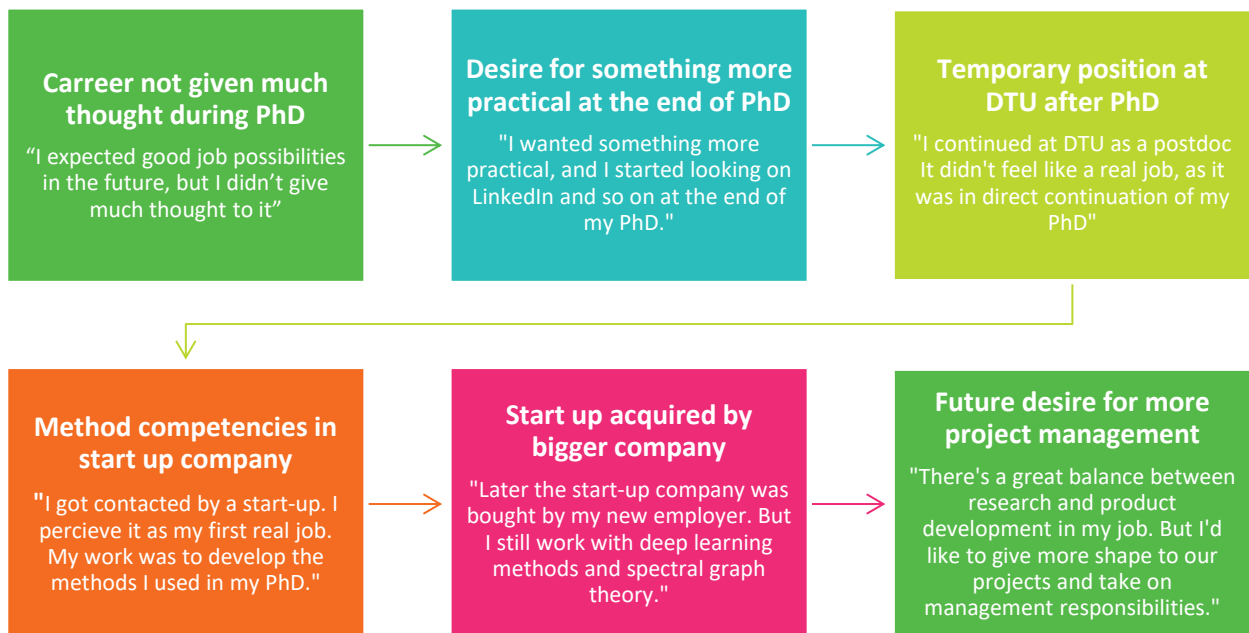 Carreer not given much
thought during PhD
“I expected good job possibilities
in the future, but I didn’t give
much thought to it”
Desire for something more
practical at the end of PhD
"I wanted something more
practical, and I started looking on
LinkedIn and so on at the end of
my PhD."
Temporary position at
DTU after PhD
"I continued at DTU as a postdoc
It didn't feel like a real job, as it
was in direct continuation of my
PhD"
Method competencies in
start up company
"I got contacted by a start-up. I
percieve it as my first real job.
My work was to develop the
methods I used in my PhD."
Start up acquired by
bigger company
"Later the start-up company was
bought by my new employer. But
I still work with deep learning
methods and spectral graph
theory."
Future desire for more
project management
"There's a great balance between
research and product
development in my job. But I'd
like to give more shape to our
projects and take on
management responsibilities."